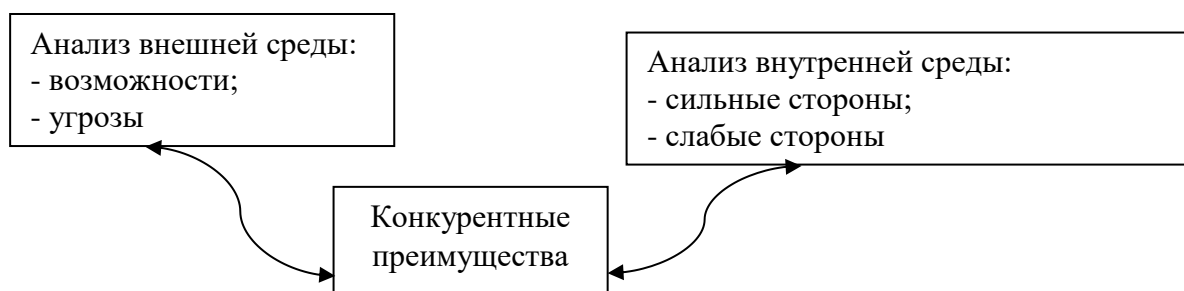 Анализ внешней среды:
- возможности;
- угрозы
Анализ внутренней среды:
- сильные стороны;
- слабые стороны
Конкурентные
преимущества